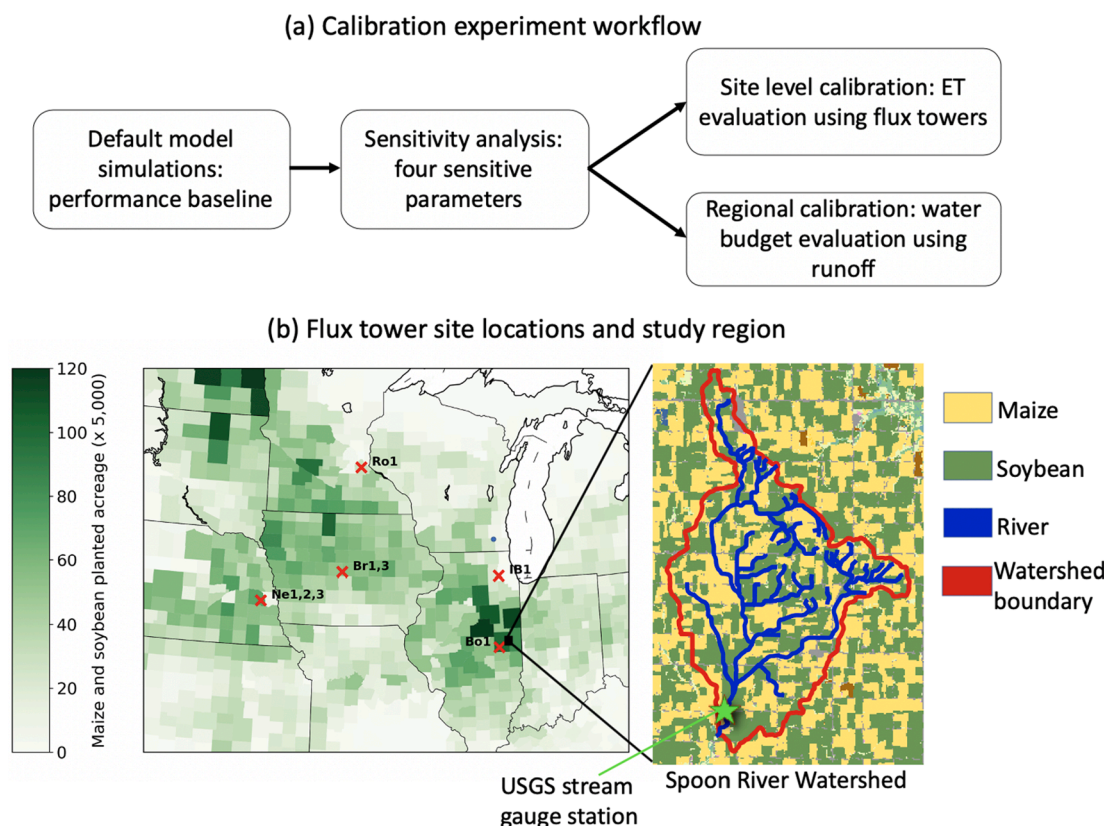 (a) Calibration experiment workflow
Default model
simulations:
performance baseline
Sensitivity analysis:
four sensitive
parameters
Site level calibration: ET
evaluation using flux towers
Regional calibration: water
budget evaluation using
runoff
(b) Flux tower site locations and study region
Maize and soybean planted acreage (x 5,000)
120
100
80
60
40
20
0
Ro1
Br1,3
IB1
Ne1,2,3
Bo1
Maize
Soybean
River
Watershed
boundary
USGS stream
gauge station
Spoon River Watershed